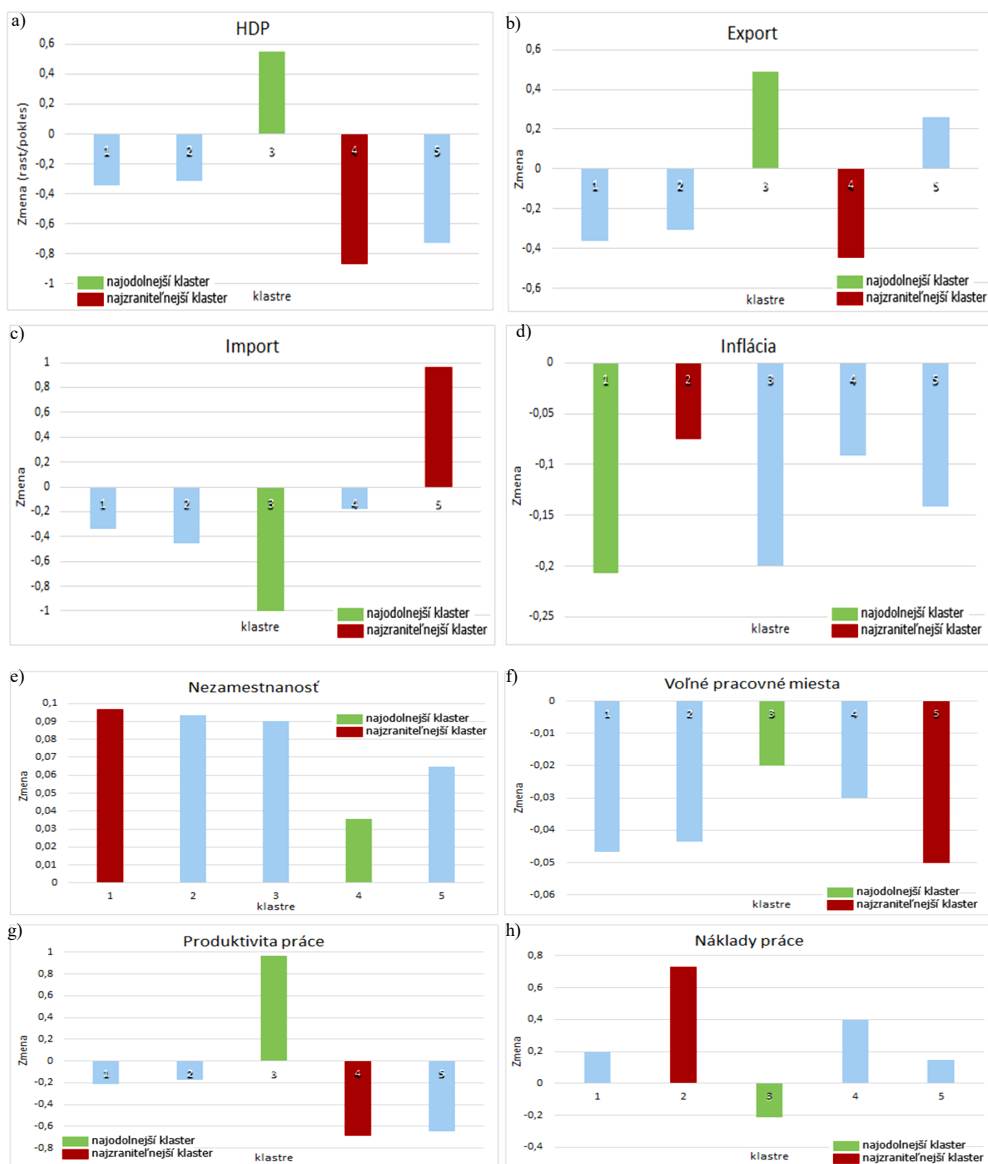 a)
HDP
0,6
0,4
0,2
0
-0,2
-0,4
-0,6
-0,8
-1
Zmena (rast/pokles)
1
2
3
4
5
najodolnejší klaster
najzraniteľnejší klaster
klastre
b)
Export
0,6
0,4
0,2
0
-0,2
-0,4
-0,6
Zmena
1
2
3
4
5
najodolnejší klaster
najzraniteľnejší klaster
klastre
c)
Import
1
0,8
0,6
0,4
0,2
0
-0,2
-0,4
-0,6
-0,8
-1
Zmena
1
2
3
4
5
najodolnejší klaster
najzraniteľnejší klaster
klastre
d)
Inflácia
0
-0,05
-0,1
-0,15
-0,2
-0,25
Zmena
1
2
3
4
5
najodolnejší klaster
najzraniteľnejší klaster
klastre
e)
Nezamestnanosť
0,1
0,09
0,08
0,07
0,06
0,05
0,04
0,03
0,02
0,01
0
Zmena
najodolnejší klaster
najzraniteľnejší klaster
1
2
3
4
5
klastre
f)
Voľné pracovné miesta
0
-0,01
-0,02
-0,03
-0,04
-0,05
-0,06
Zmena
1
2
3
4
5
najodolnejší klaster
najzraniteľnejší klaster
klastre
g)
Produktivita práce
1
0,8
0,6
0,4
0,2
0
-0,2
-0,4
-0,6
-0,8
Zmena
1
2
3
4
5
najodolnejší klaster
najzraniteľnejší klaster
klastre
h)
Náklady práce
0,8
0,6
0,4
0,2
0
-0,2
-0,4
Zmena
1
2
3
4
5
najodolnejší klaster
najzraniteľnejší klaster
klastre